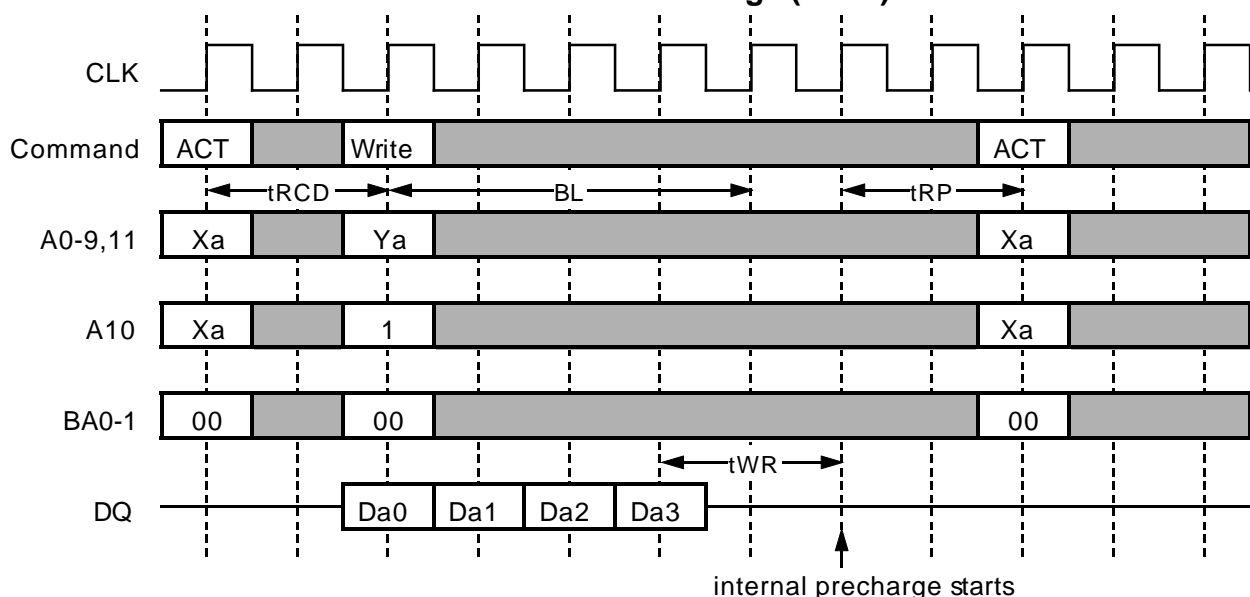 CLK
Command ACT Write ACT
tRCD BL tRP
A0-9,11 Xa Ya Xa
A10 Xa 1 Xa
BA0-1 00 00 00
tWR
DQ Da0 Da1 Da2 Da3
internal precharge starts